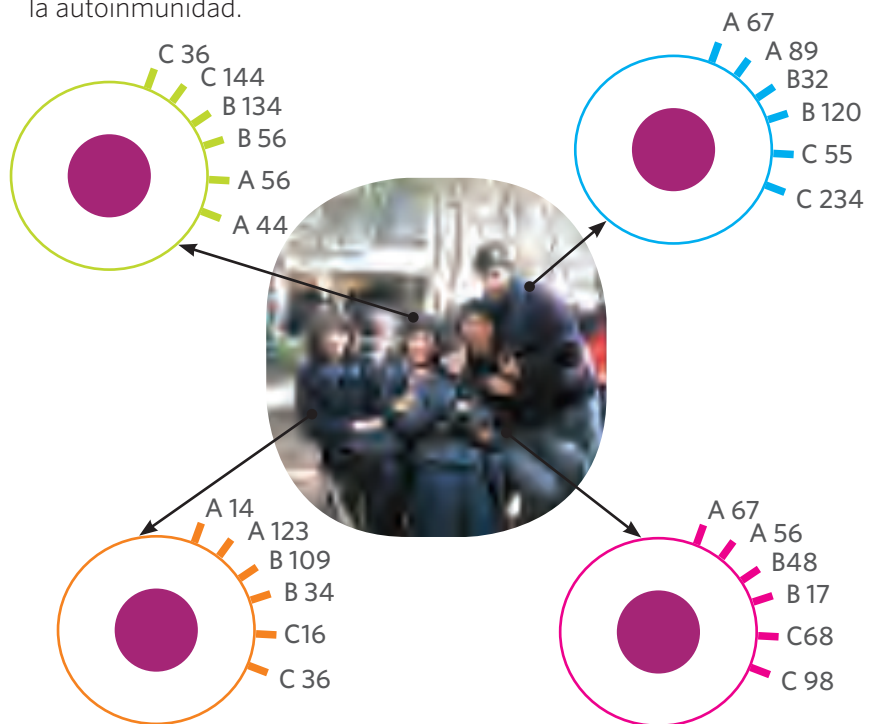 la autoinmunidad.
C 36
C 144
B 134
B 56
A 56
A 44
A 67
A 89
B32
B 120
C 55
C 234
A 14
A 123
B 109
B 34
C16
C 36
A 67
A 56
B48
B 17
C68
C 98